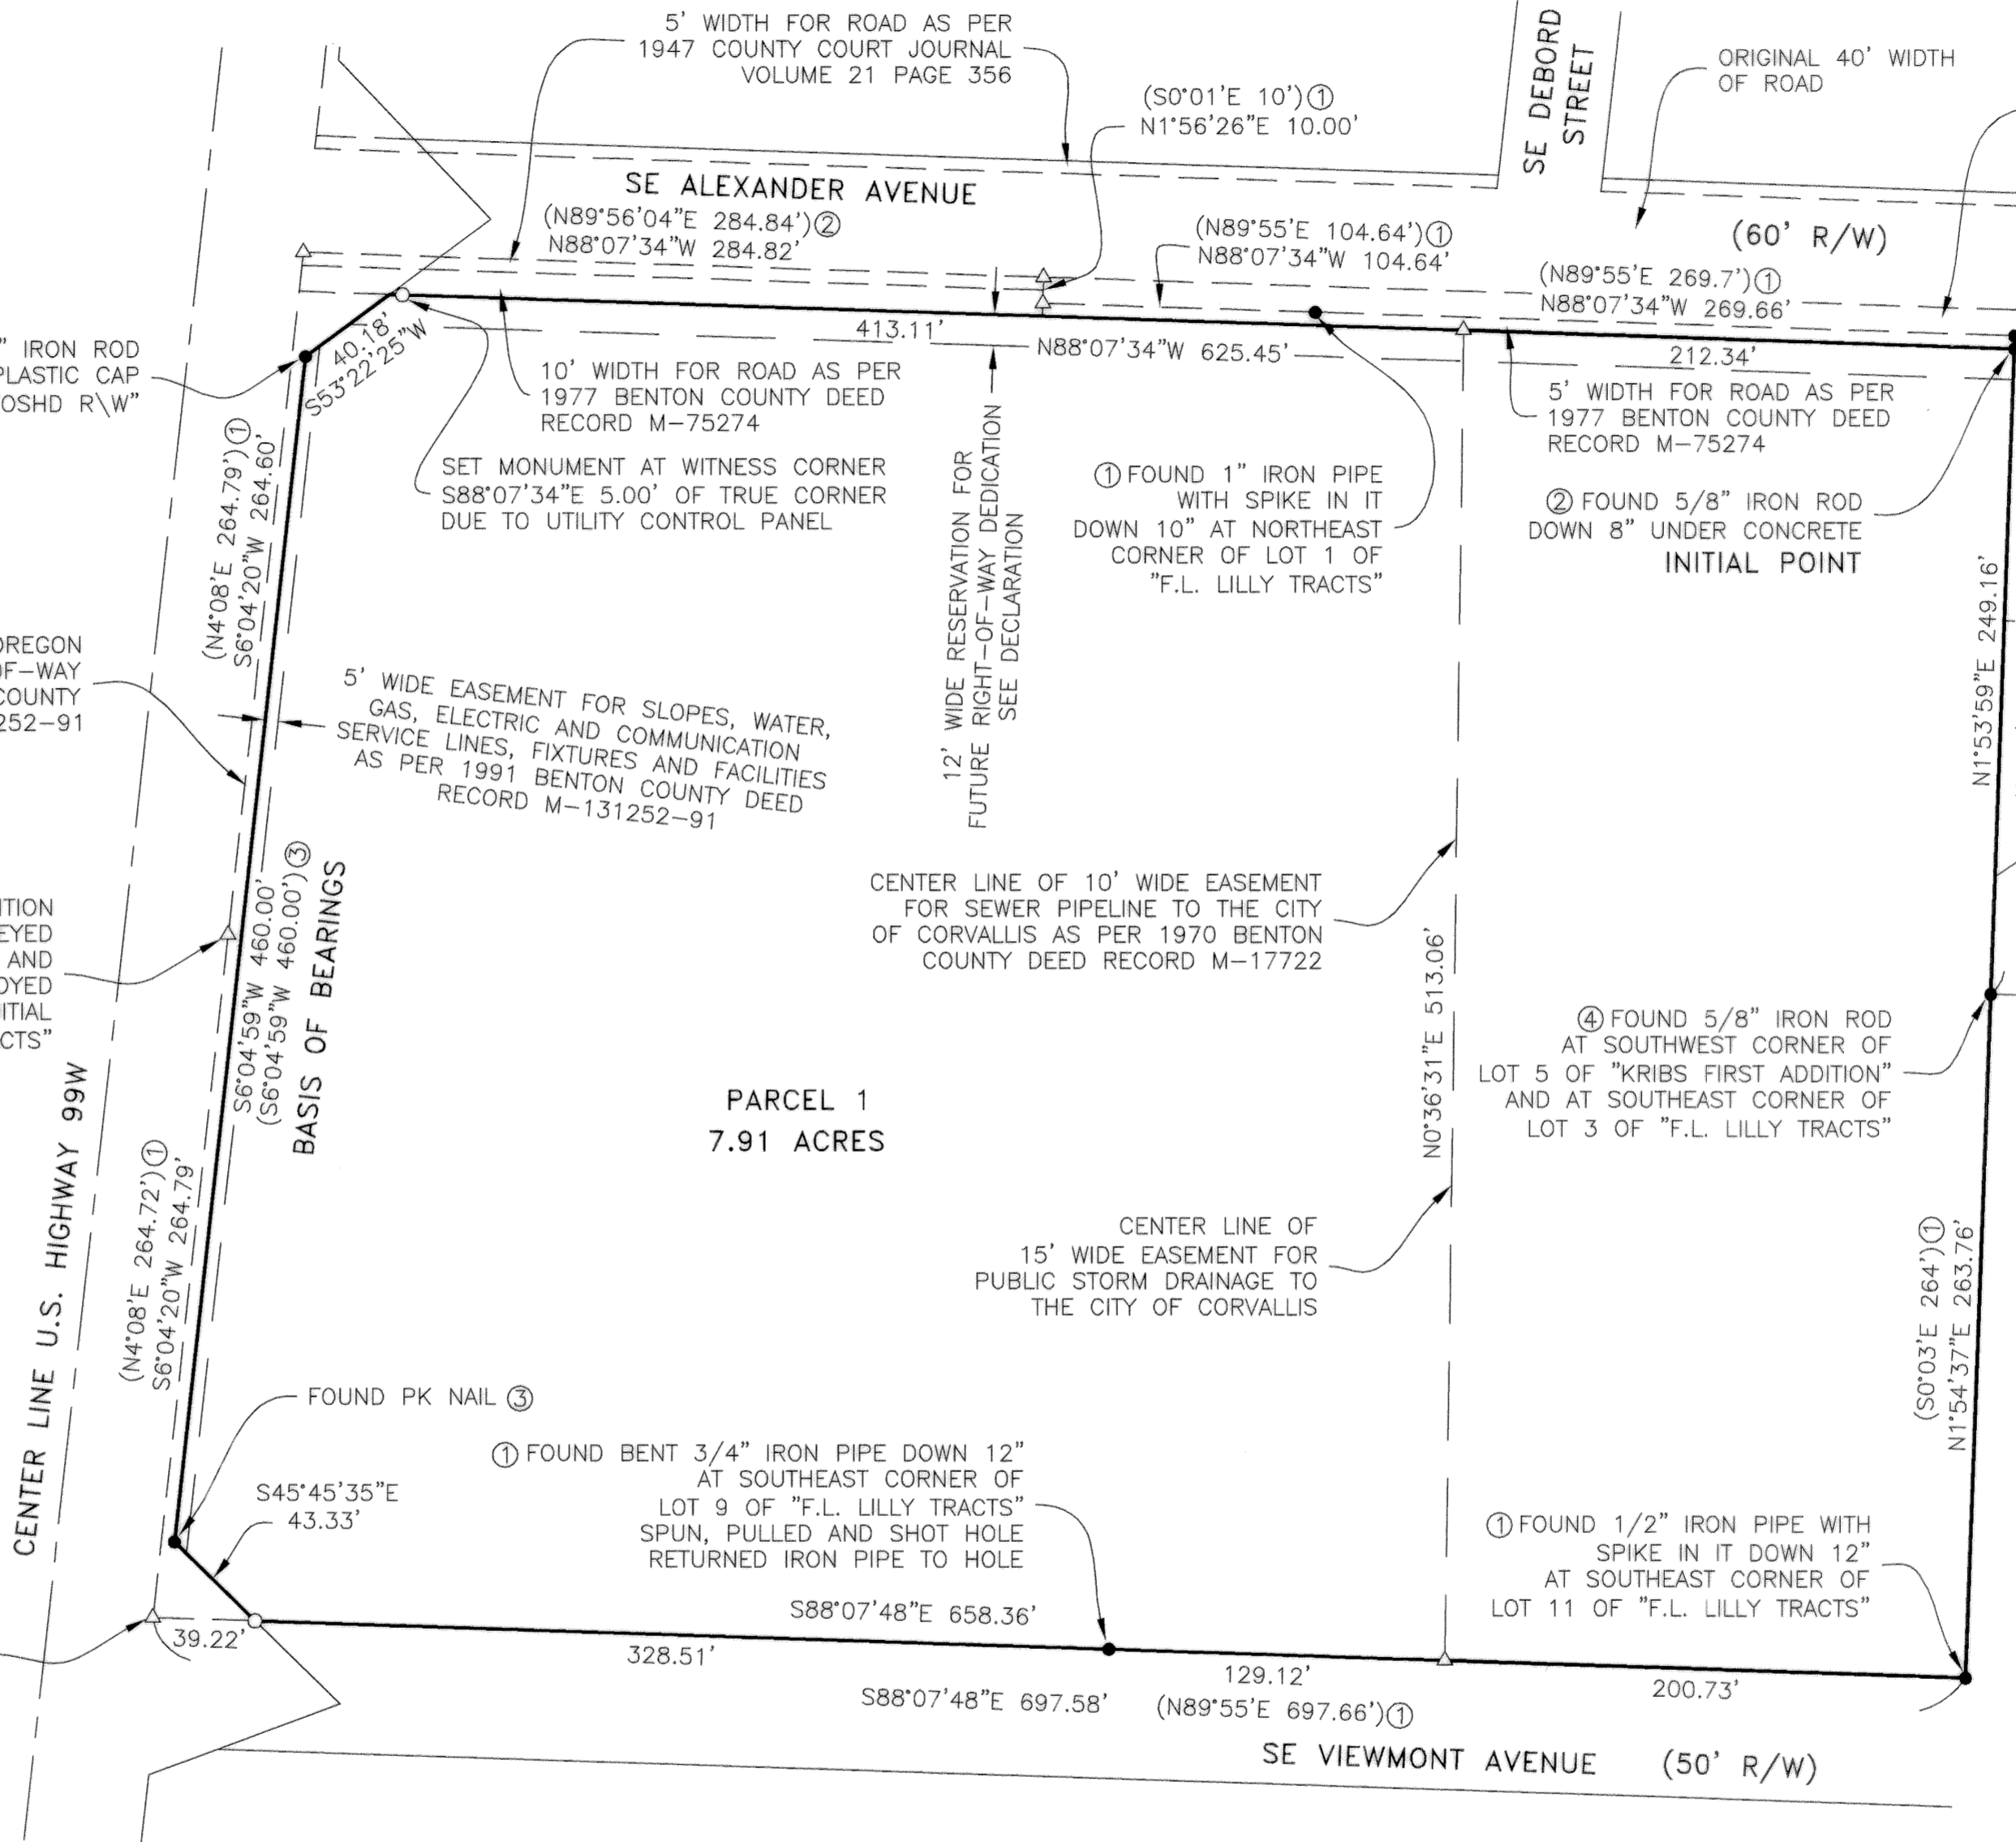 5' WIDTH FOR ROAD AS PER
1947 COUNTY COURT JOURNAL
VOLUME 21 PAGE 356
SE DEBORD
STREET
ORIGINAL 40' WIDTH
OF ROAD
(S0°01'E 10')①
N1°56'26"E 10.00'
SE ALEXANDER AVENUE
(60' R/W)
(N89°56'04"E 284.84')②
N88°07'34"W 284.82'
(N89°55'E 104.64')①
N88°07'34"W 104.64'
(N89°55'E 269.7')①
N88°07'34"W 269.66'
413.11'
N88°07'34"W 625.45'
212.34'
" IRON ROD
PLASTIC CAP
OSHD R\W"
40.18'
S53°22'25"W
10' WIDTH FOR ROAD AS PER
1977 BENTON COUNTY DEED
RECORD M-75274
5' WIDTH FOR ROAD AS PER
1977 BENTON COUNTY DEED
RECORD M-75274
SET MONUMENT AT WITNESS CORNER
S88°07'34"E 5.00' OF TRUE CORNER
DUE TO UTILITY CONTROL PANEL
12' WIDE RESERVATION FOR
FUTURE RIGHT-OF-WAY DEDICATION
SEE DECLARATION
① FOUND 1" IRON PIPE
WITH SPIKE IN IT
DOWN 10" AT NORTHEAST
CORNER OF LOT 1 OF
"F.L. LILLY TRACTS"
② FOUND 5/8" IRON ROD
DOWN 8" UNDER CONCRETE
INITIAL POINT
(N4°08'E 264.79')①
S6°04'20"W 264.60'
N1°53'59"E 249.16'
OREGON
OF-WAY
COUNTY
252-91
5' WIDE EASEMENT FOR SLOPES, WATER,
GAS, ELECTRIC AND COMMUNICATION
SERVICE LINES, FIXTURES AND FACILITIES
AS PER 1991 BENTON COUNTY DEED
RECORD M-131252-91
S6°04'59"W 460.00'
(S6°04'59"W 460.00')③
BASIS OF BEARINGS
CENTER LINE OF 10' WIDE EASEMENT
FOR SEWER PIPELINE TO THE CITY
OF CORVALLIS AS PER 1970 BENTON
COUNTY DEED RECORD M-17722
N0°36'31"E 513.06'
ITION
EYED
AND
OYED
ITIAL
CTS"
④ FOUND 5/8" IRON ROD
AT SOUTHWEST CORNER OF
LOT 5 OF "KRIBS FIRST ADDITION"
AND AT SOUTHEAST CORNER OF
LOT 3 OF "F.L. LILLY TRACTS"
PARCEL 1
7.91 ACRES
CENTER LINE U.S. HIGHWAY 99W
(N4°08'E 264.72')①
S6°04'20"W 264.79'
CENTER LINE OF
15' WIDE EASEMENT FOR
PUBLIC STORM DRAINAGE TO
THE CITY OF CORVALLIS
(S0°03'E 264')①
N1°54'37"E 263.76'
FOUND PK NAIL ③
S45°45'35"E
43.33'
① FOUND BENT 3/4" IRON PIPE DOWN 12"
AT SOUTHEAST CORNER OF
LOT 9 OF "F.L. LILLY TRACTS"
SPUN, PULLED AND SHOT HOLE
RETURNED IRON PIPE TO HOLE
① FOUND 1/2" IRON PIPE WITH
SPIKE IN IT DOWN 12"
AT SOUTHEAST CORNER OF
LOT 11 OF "F.L. LILLY TRACTS"
S88°07'48"E 658.36'
39.22'
328.51'
129.12'
200.73'
S88°07'48"E 697.58' (N89°55'E 697.66')①
SE VIEWMONT AVENUE (50' R/W)